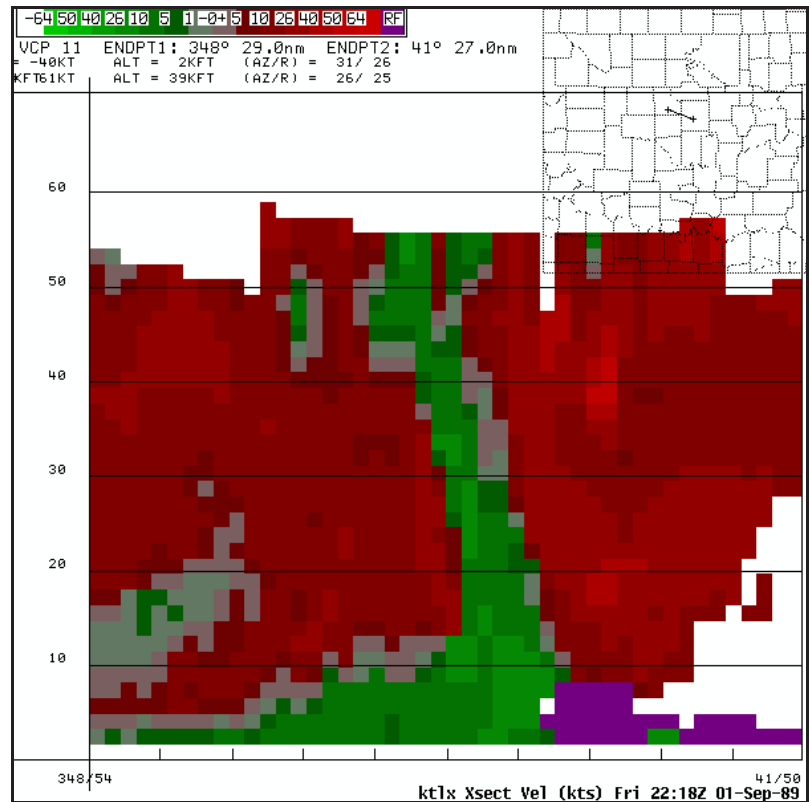 -64 50 40 26 10 5 1 -0+ 5 10 26 40 50 64 RF
VCP 11 ENDPT1: 348° 29.0nm ENDPT2: 41° 27.0nm
= -40KT ALT = 2KFT (AZ/R) = 31/ 26
KFT61KT ALT = 39KFT (AZ/R) = 26/ 25
60
50
40
30
20
10
348/54 41/50
ktlx Xsect Vel (kts) Fri 22:18Z 01-Sep-89